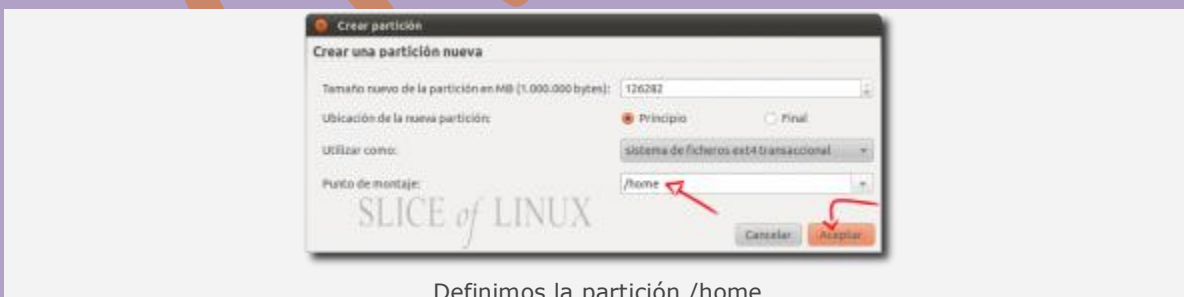 Crear partición
Crear una partición nueva
Tamaño nuevo de la partición en MB (1.000.000 bytes): 126282
Ubicación de la nueva partición: Principio Final
Utilizar como: sistema de ficheros ext4 transaccional
Punto de montaje: /home
SLICE of LINUX
Cancelar Aceptar
Definimos la partición /home